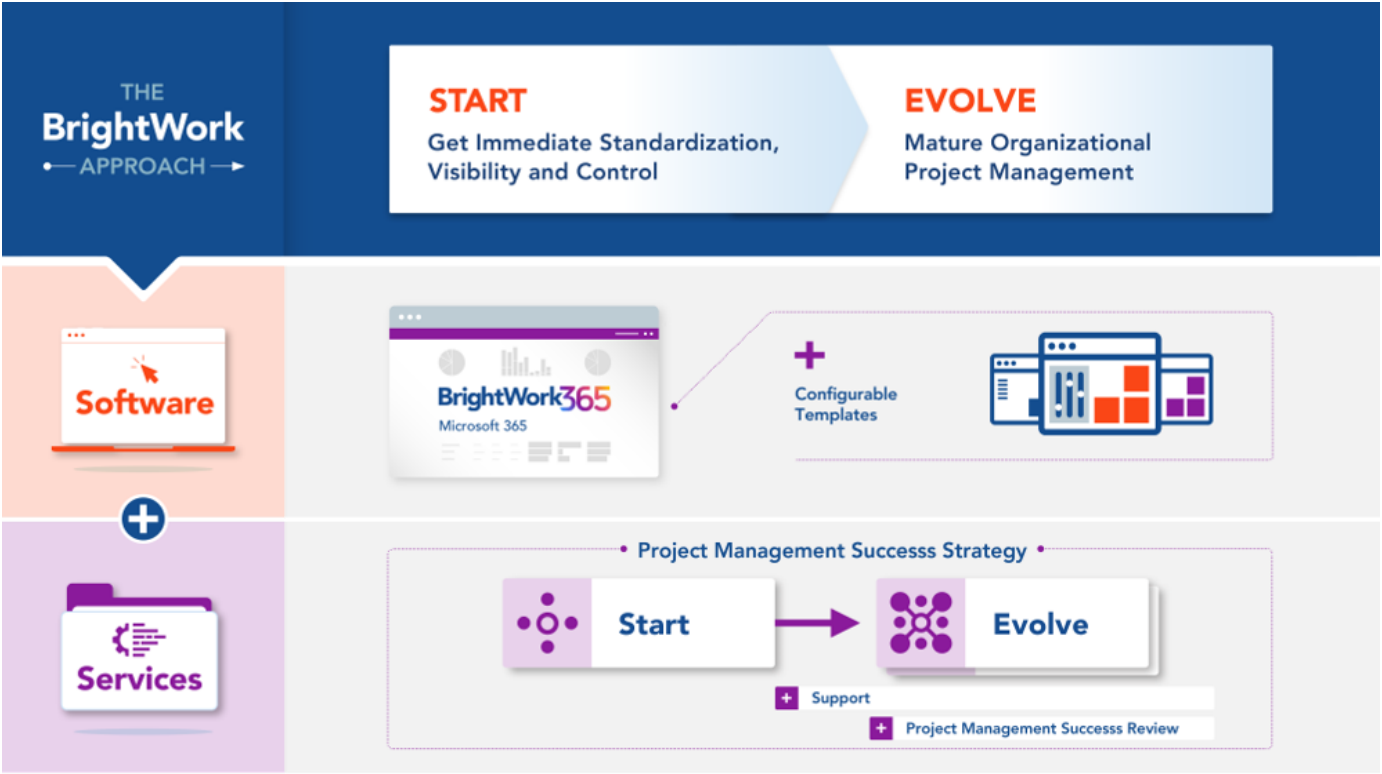 THE
BrightWork
APPROACH
START
Get Immediate Standardization,
Visibility and Control
EVOLVE
Mature Organizational
Project Management
Software
BrightWork365
Microsoft 365
Configurable
Templates
Services
Project Management Successs Strategy
Start
Evolve
Support
Project Management Successs Review